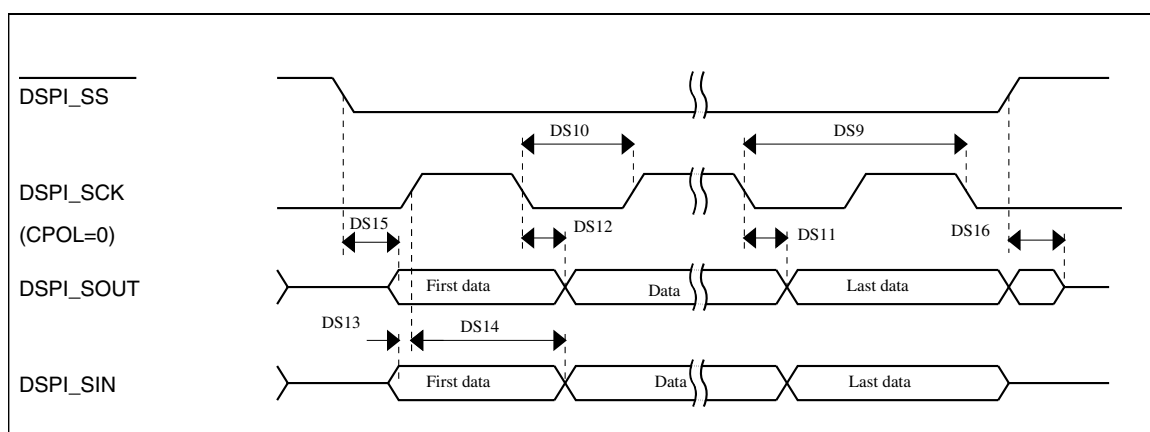 DSPI_SS
DS10
DS9
DSPI_SCK
(CPOL=0)
DS15
DS12
DS11
DS16
DSPI_SOUT
First data
Data
Last data
DS13
DS14
DSPI_SIN
First data
Data
Last data